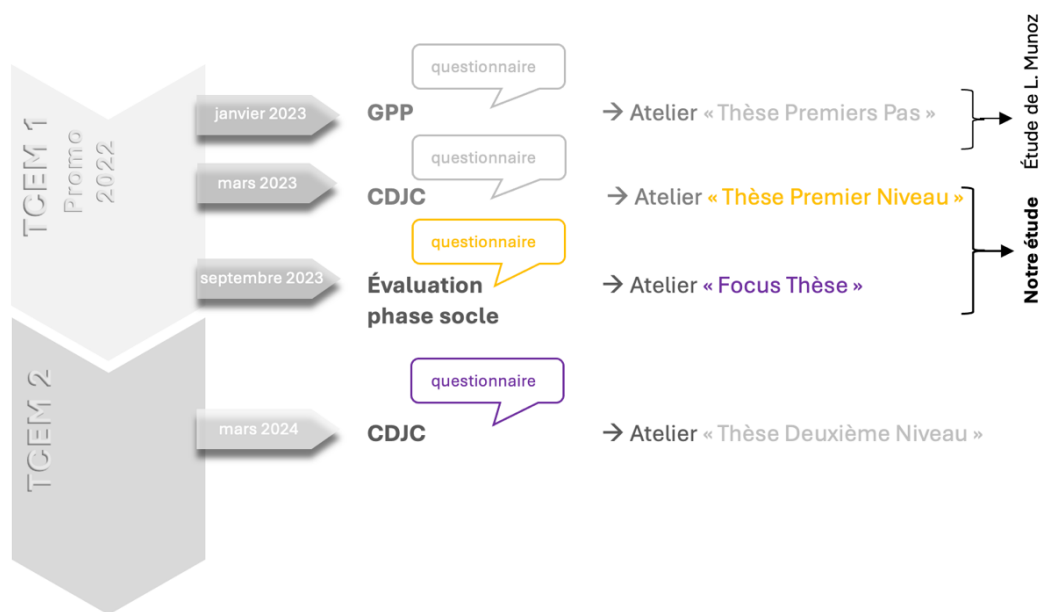 TCEM 1
Promo
2022
questionnaire
janvier 2023
GPP
→ Atelier « Thèse Premiers Pas »
Étude de L. Munoz
questionnaire
mars 2023
CDJC
→ Atelier « Thèse Premier Niveau »
questionnaire
septembre 2023
Évaluation
phase socle
→ Atelier « Focus Thèse »
Notre étude
TCEM 2
questionnaire
mars 2024
CDJC
→ Atelier « Thèse Deuxième Niveau »